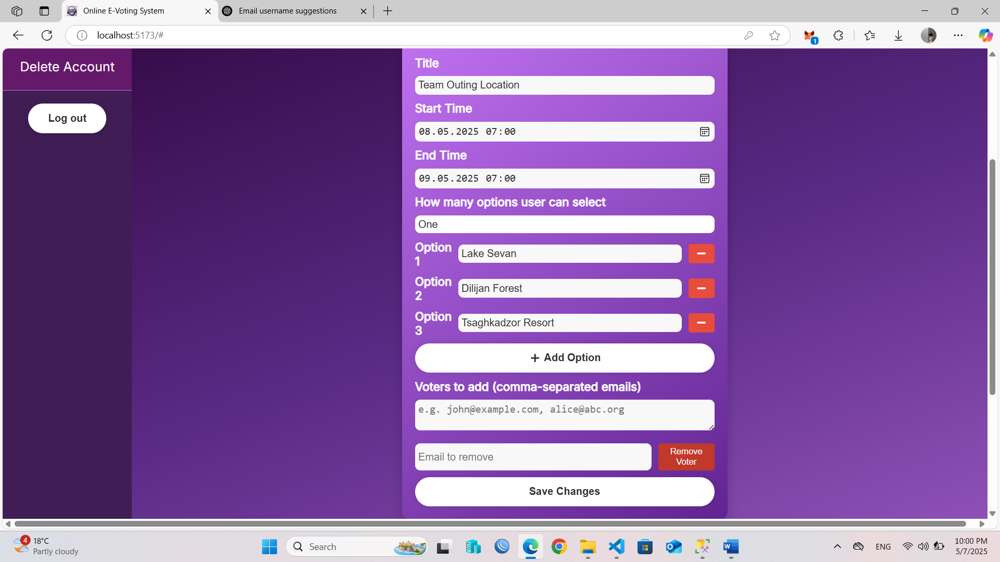 Online E-Voting System
Email username suggestions
localhost:5173/#
1
Delete Account
Log out
Title
Team Outing Location
Start Time
08.05.2025 07:00
End Time
09.05.2025 07:00
How many options user can select
One
Option
1
Lake Sevan
Option
2
Dilijan Forest
Option
3
Tsaghkadzor Resort
+ Add Option
Voters to add (comma-separated emails)
e.g. john@example.com, alice@abc.org
Email to remove
Remove
Voter
Save Changes
4
18°C
Partly cloudy
Search
ENG
10:00 PM
5/7/2025